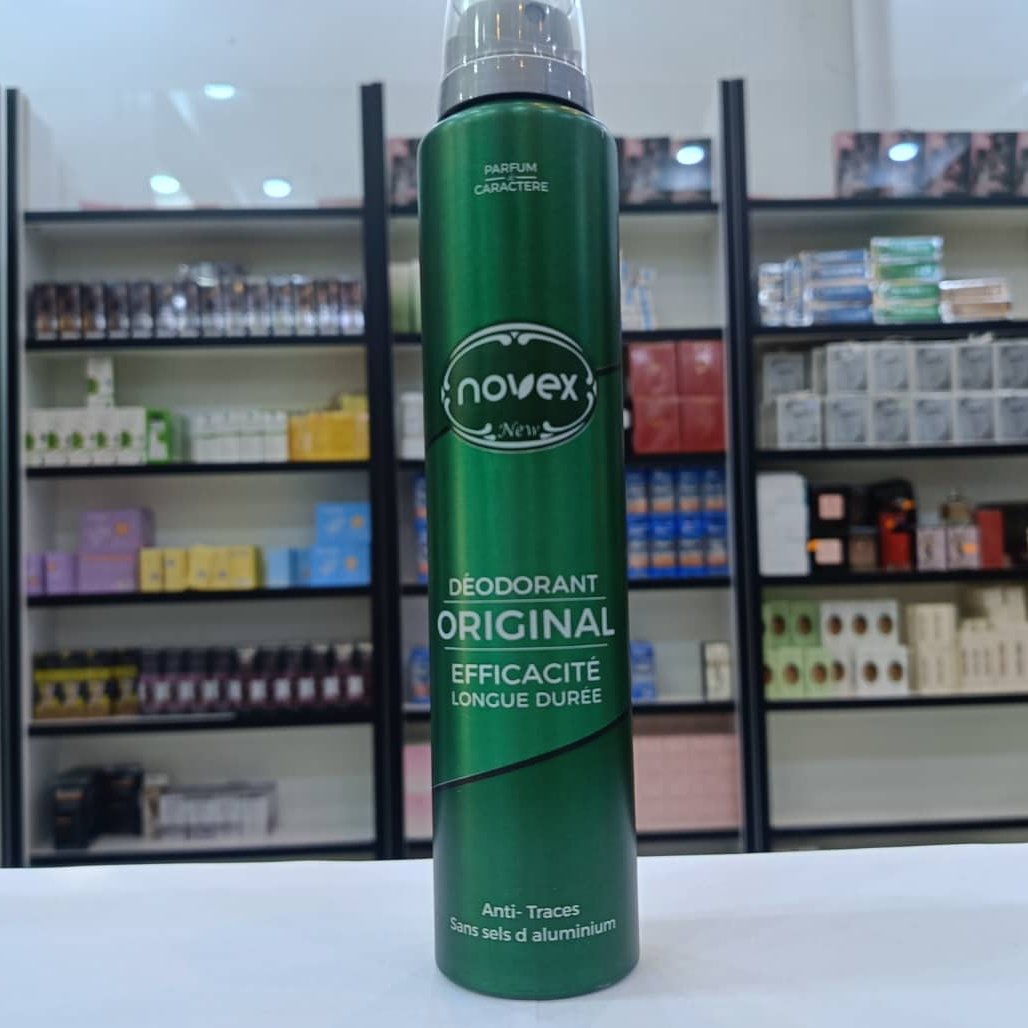 PARFUM
&
CARACTERE
novex
New
DÉODORANT
ORIGINAL
EFFICACITÉ
LONGUE DURÉE
Anti- Traces
Sans sels d aluminium